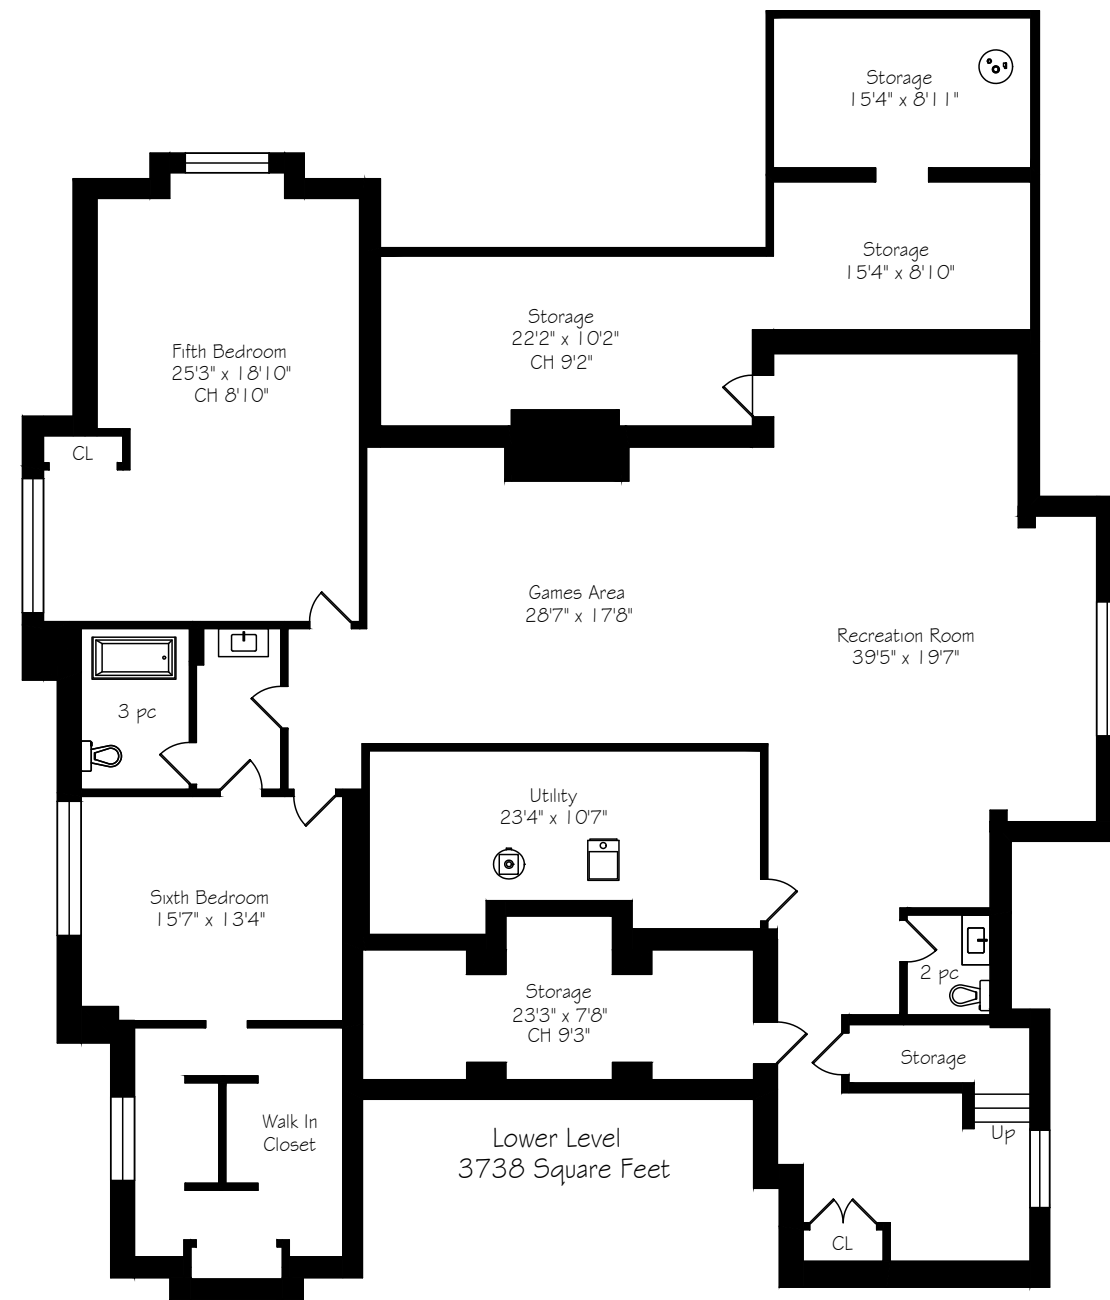 Storage
15'4" x 8'11"
Storage
15'4" x 8'10"
Storage
22'2" x 10'2"
CH 9'2"
Fifth Bedroom
25'3" x 18'10"
CH 8'10"
CL
Games Area
28'7" x 17'8"
Recreation Room
39'5" x 19'7"
3 pc
Utility
23'4" x 10'7"
Sixth Bedroom
15'7" x 13'4"
2 pc
Storage
23'3" x 7'8"
CH 9'3"
Storage
Walk In
Closet
Up
Lower Level
3738 Square Feet
CL